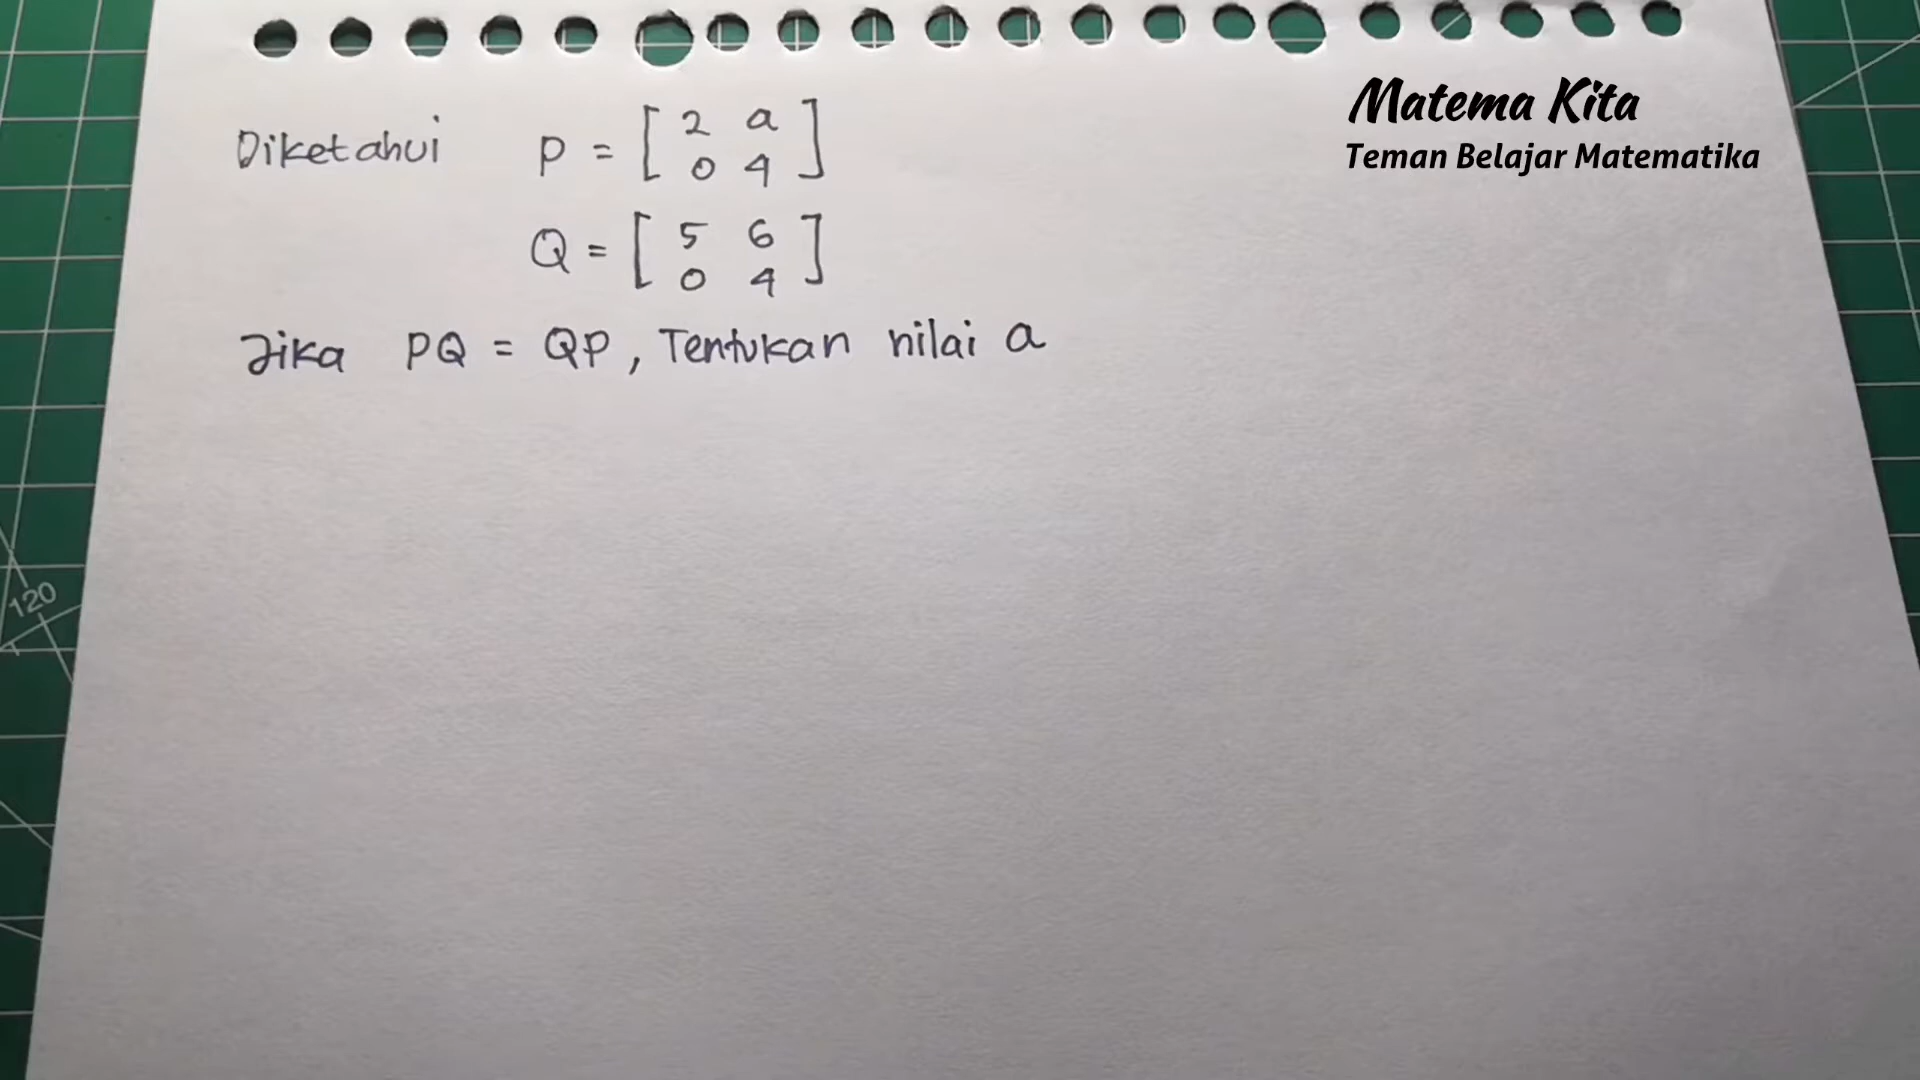 Matema Kita
Teman Belajar Matematika
Diketahui P = [ 2 a
0 4 ]
Q = [ 5 6
0 4 ]
Jika PQ = QP, Tentukan nilai a
120